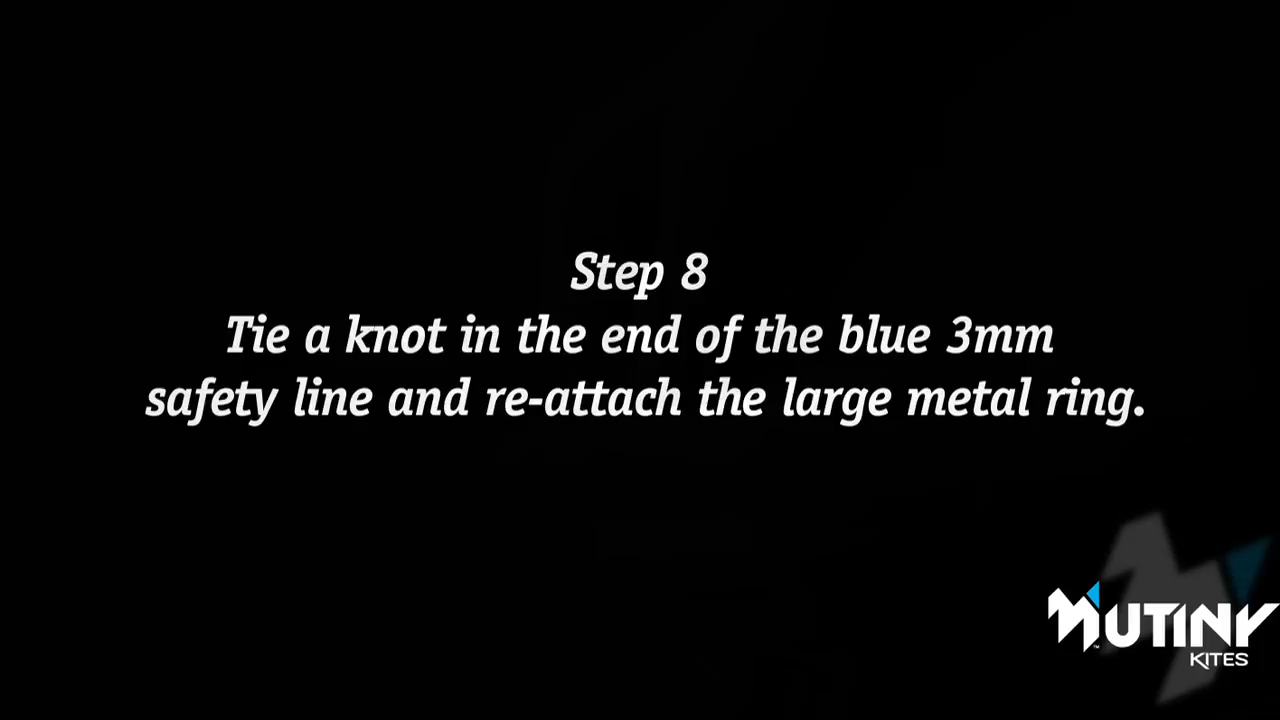 Step 8
Tie a knot in the end of the blue 3mm
safety line and re-attach the large metal ring.
MUTINY
™
KITES